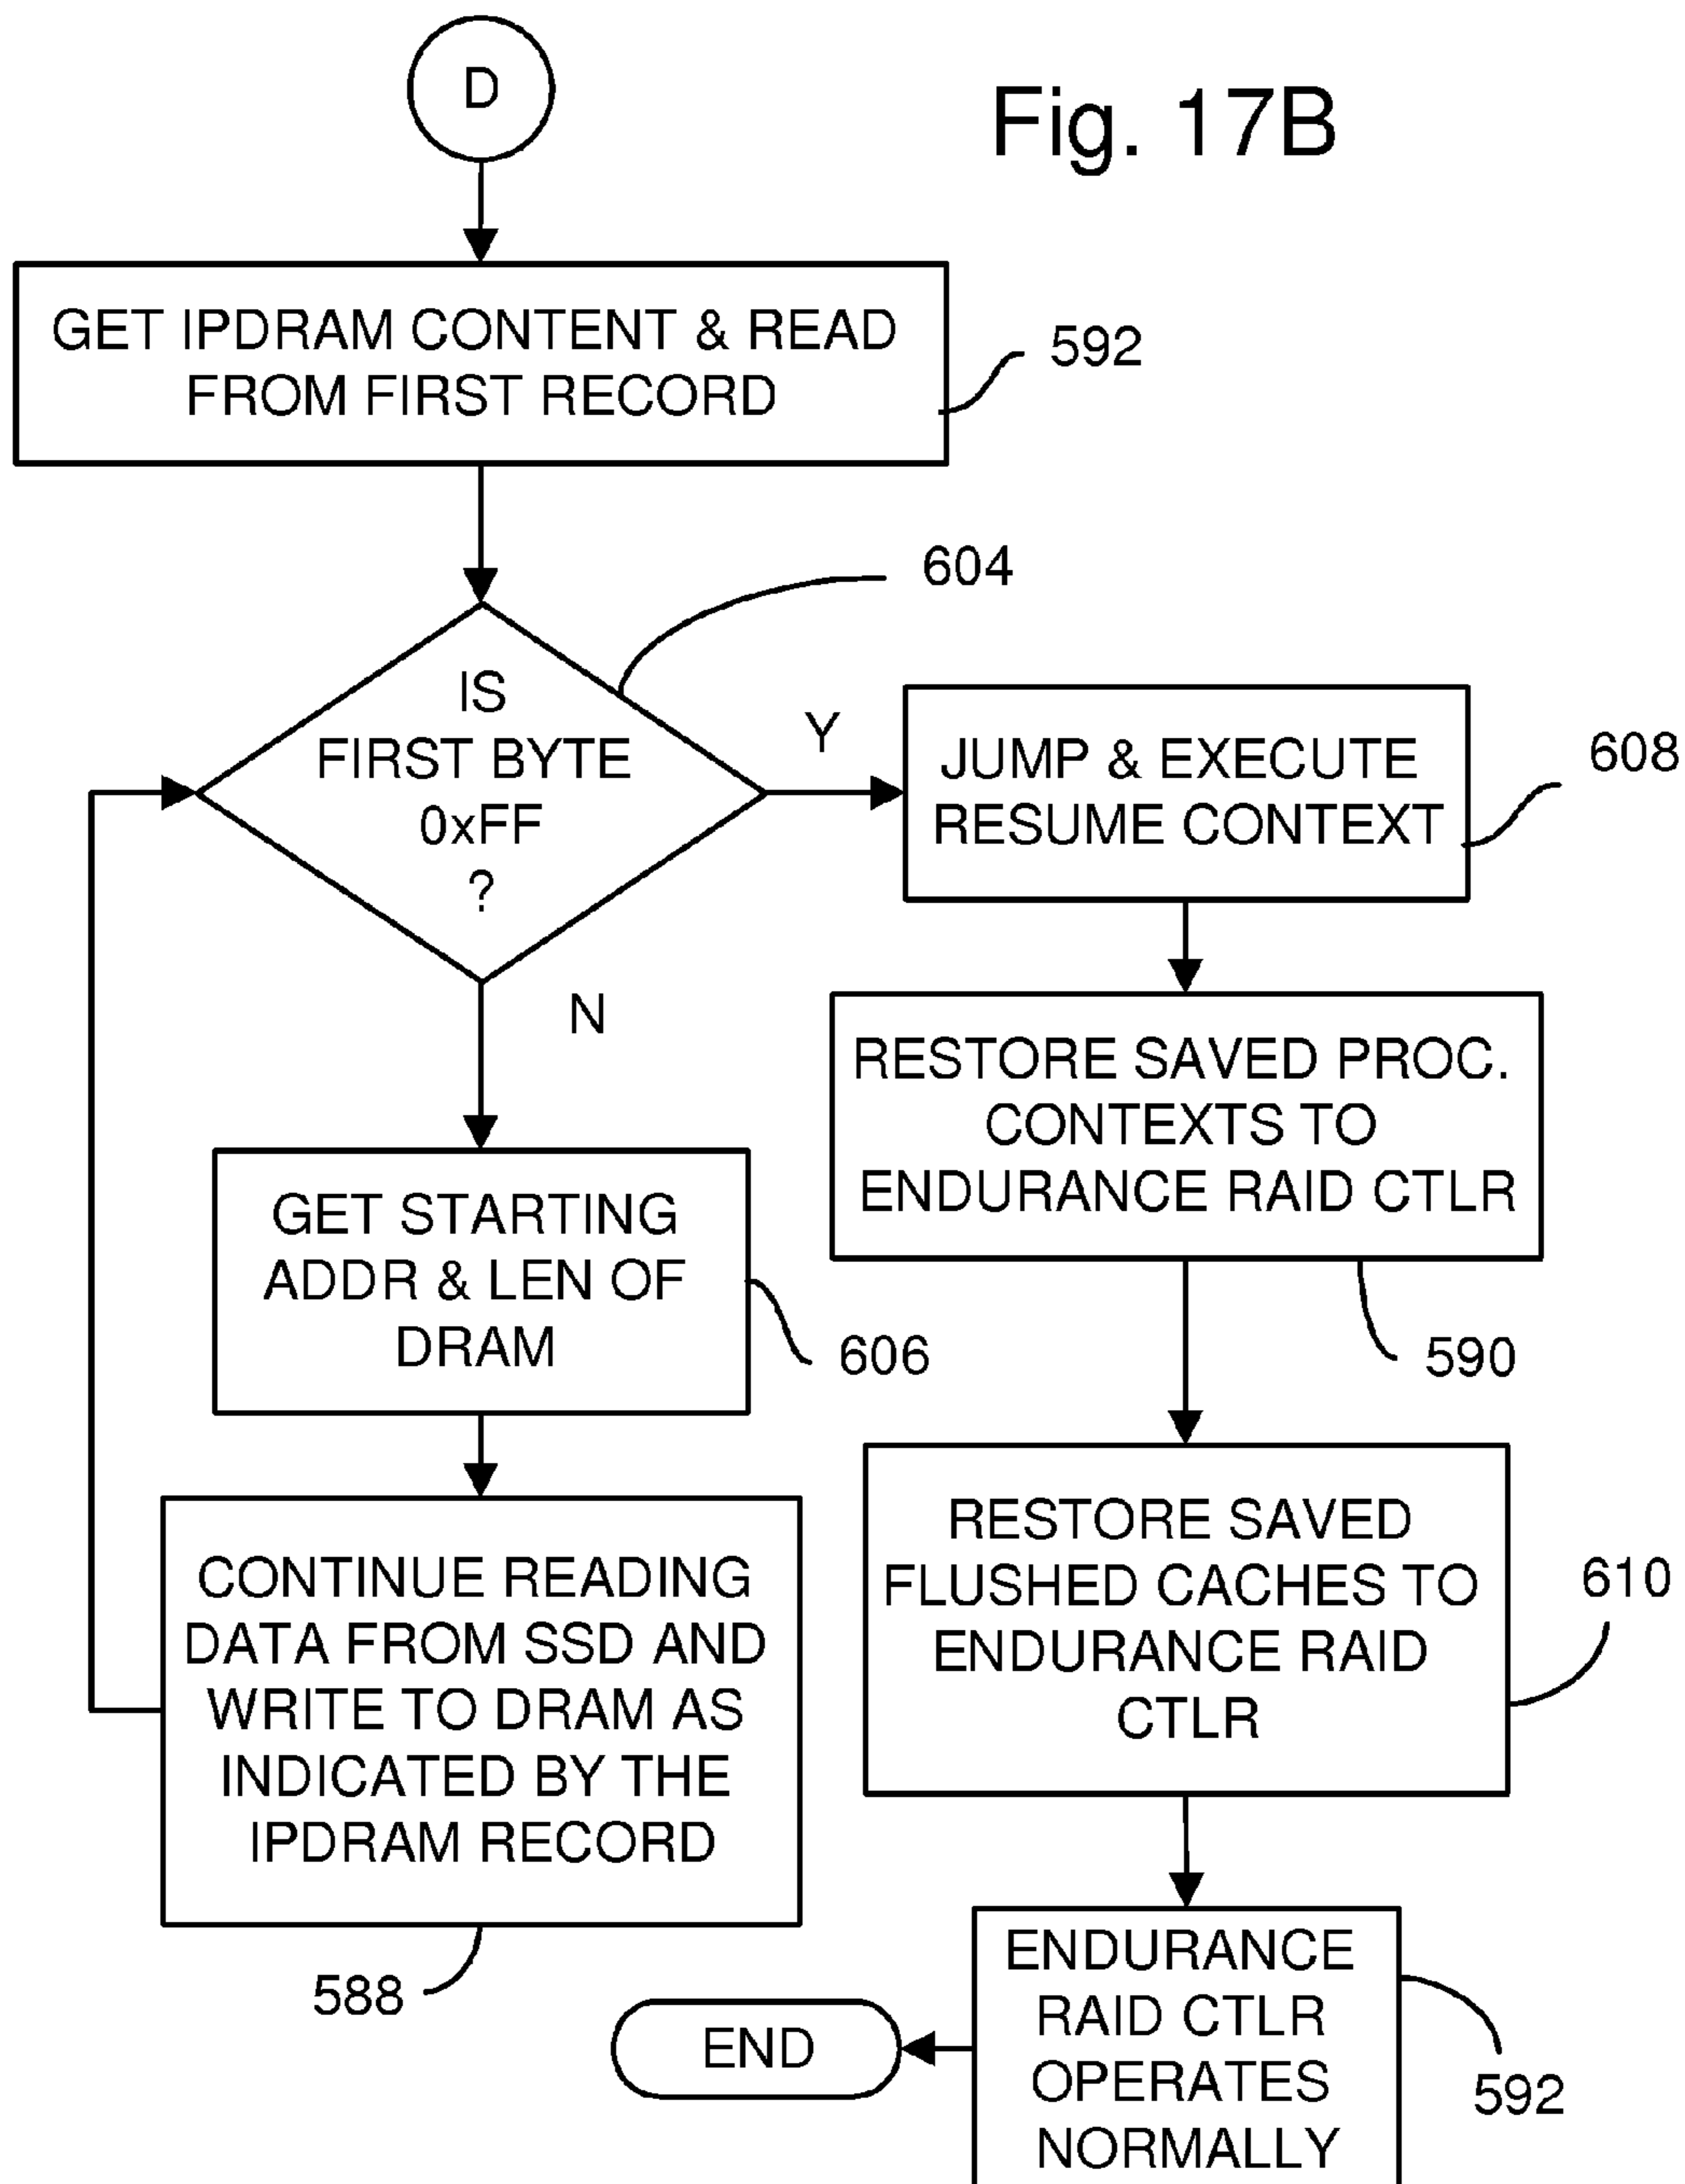 D
Fig. 17B
GET IPDRAM CONTENT & READ
FROM FIRST RECORD
592
604
IS
FIRST BYTE
0xFF
?
Y
N
JUMP & EXECUTE
RESUME CONTEXT
608
RESTORE SAVED PROC.
CONTEXTS TO
ENDURANCE RAID CTLR
590
GET STARTING
ADDR & LEN OF
DRAM
606
CONTINUE READING
DATA FROM SSD AND
WRITE TO DRAM AS
INDICATED BY THE
IPDRAM RECORD
588
RESTORE SAVED
FLUSHED CACHES TO
ENDURANCE RAID
CTLR
610
ENDURANCE
RAID CTLR
OPERATES
NORMALLY
592
END